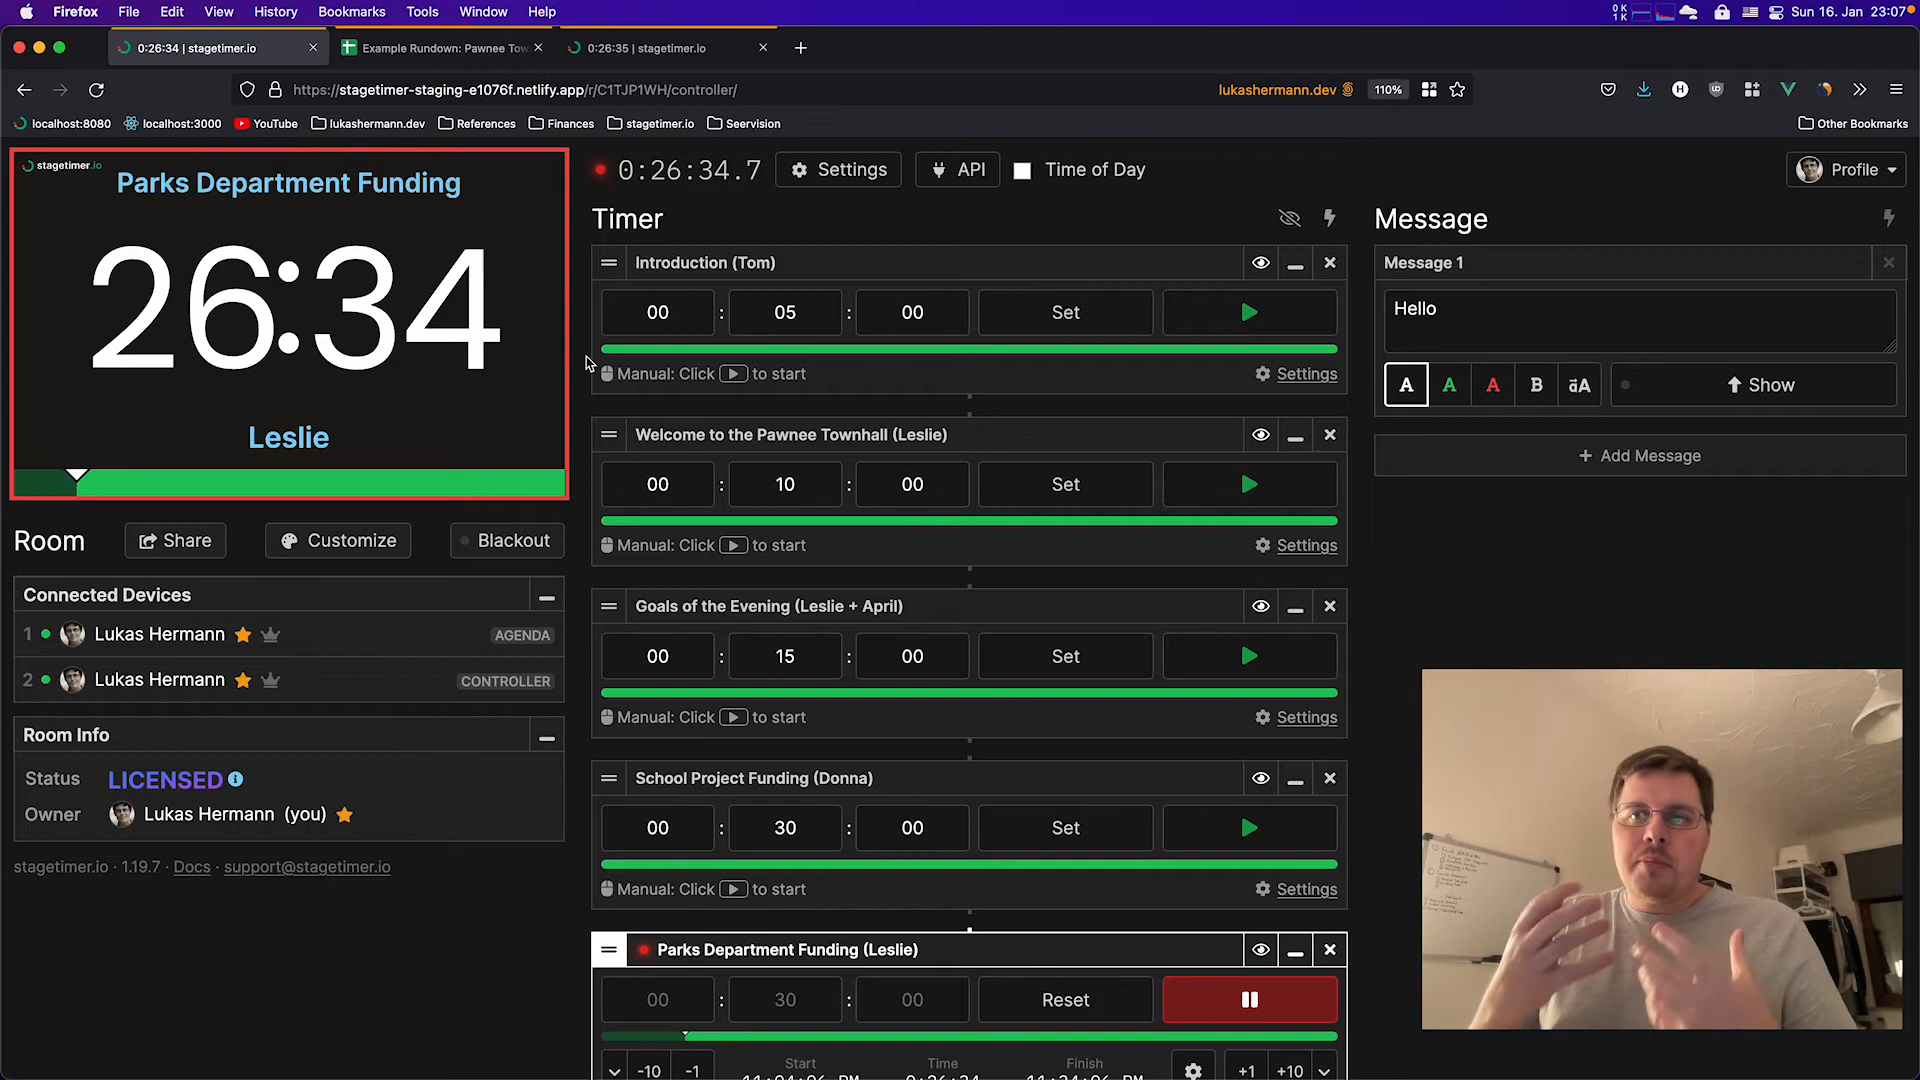 Firefox File Edit View History Bookmarks Tools Window Help
0 K
1 K
Sun 16. Jan 23:07
0:26:34 | stagetimer.io
Example Rundown: Pawnee Tow
0:26:35 | stagetimer.io
https://stagetimer-staging-e1076f.netlify.app/r/C1TJP1WH/controller/
lukashermann.dev
110%
localhost:8080 localhost:3000 YouTube lukashermann.dev References Finances stagetimer.io Seervision Other Bookmarks
stagetimer.io
Parks Department Funding
26:34
Leslie
Room
Share
Customize
Blackout
Connected Devices
1 Lukas Hermann AGENDA
2 Lukas Hermann CONTROLLER
Room Info
Status LICENSED
Owner Lukas Hermann (you)
stagetimer.io · 1.19.7 · Docs · support@stagetimer.io
0:26:34.7
Settings
API
Time of Day
Profile
Timer
Introduction (Tom)
00 : 05 : 00 Set
Manual: Click to start Settings
Welcome to the Pawnee Townhall (Leslie)
00 : 10 : 00 Set
Manual: Click to start Settings
Goals of the Evening (Leslie + April)
00 : 15 : 00 Set
Manual: Click to start Settings
School Project Funding (Donna)
00 : 30 : 00 Set
Manual: Click to start Settings
Parks Department Funding (Leslie)
00 : 30 : 00 Reset
-10 -1 Start Time Finish +1 +10
Message
Message 1
Hello
A A A B āA Show
+ Add Message